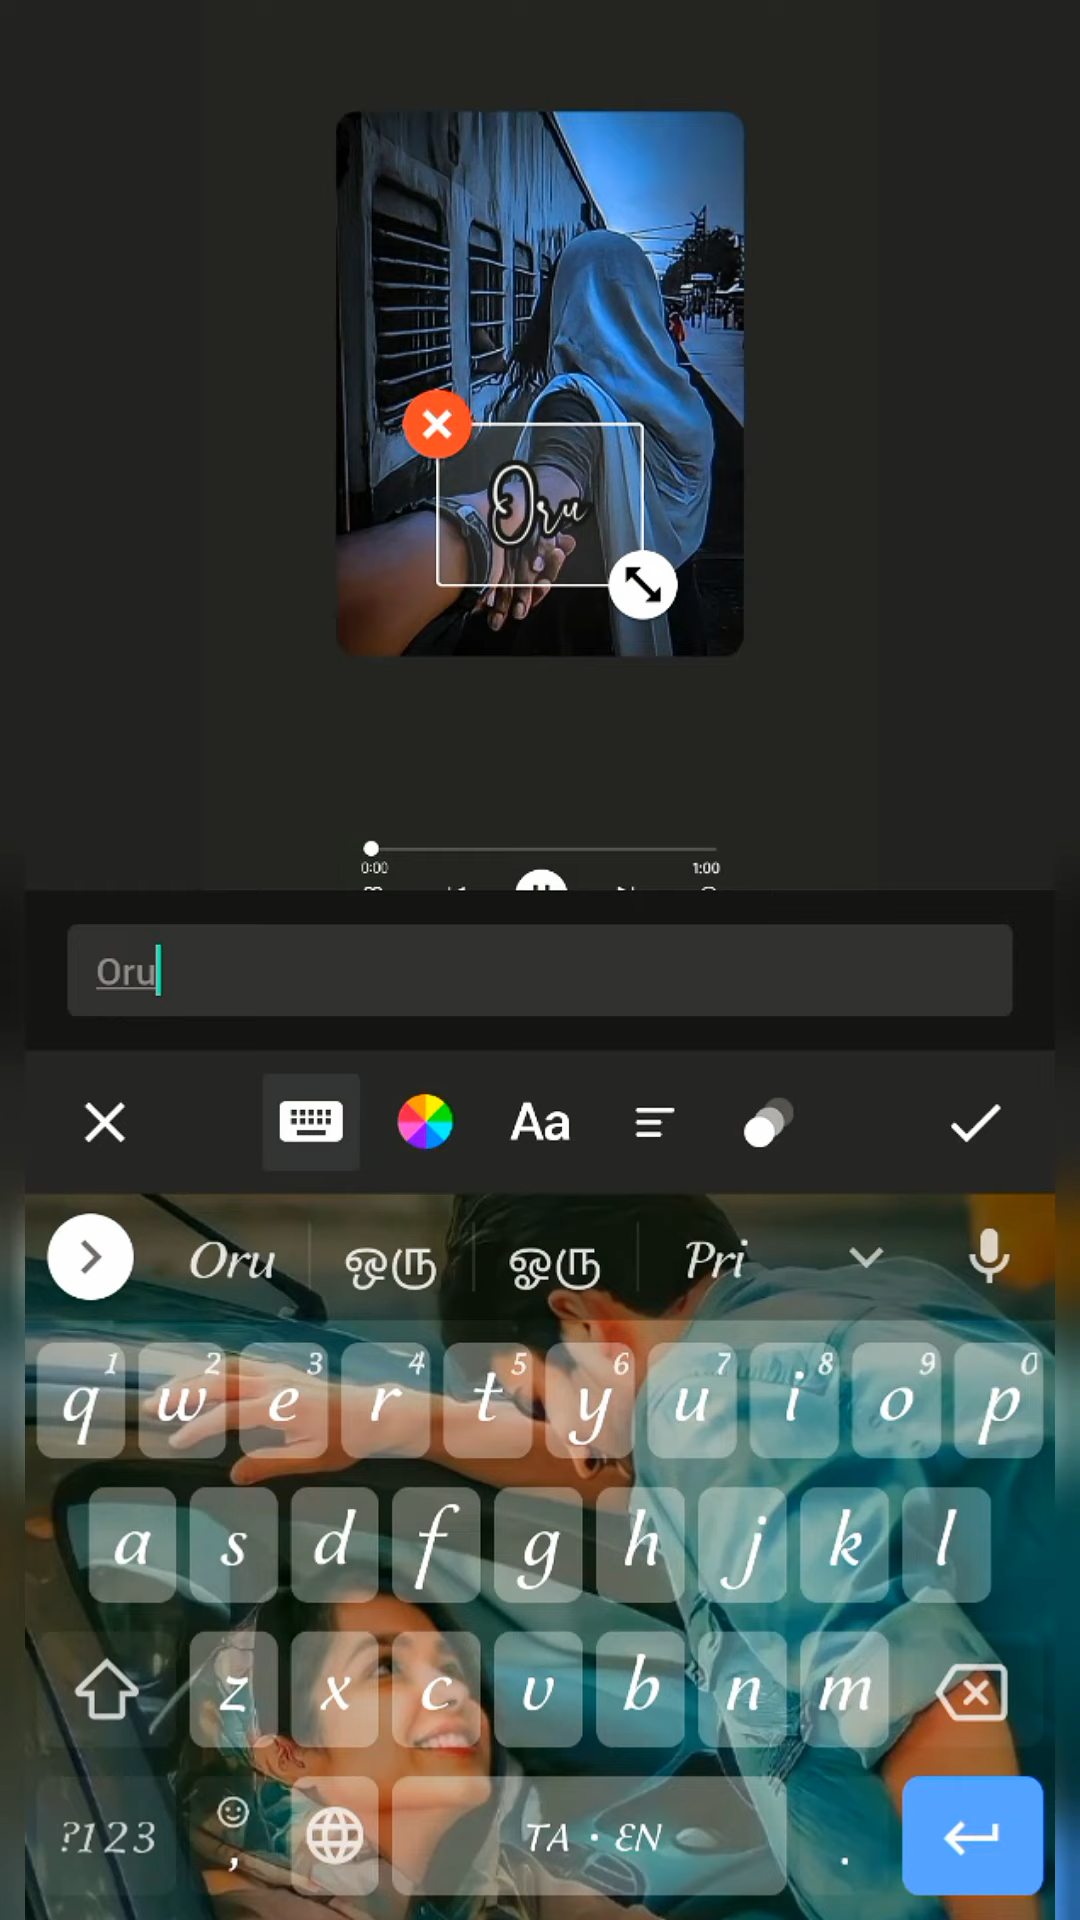 Oru
0:00 1:00
Oru
Aa
Oru ஒரு ஓரு Pri
1 2 3 4 5 6 7 8 9 0
q w e r t y u i o p
a s d f g h j k l
z x c v b n m
?123 , TA · EN .